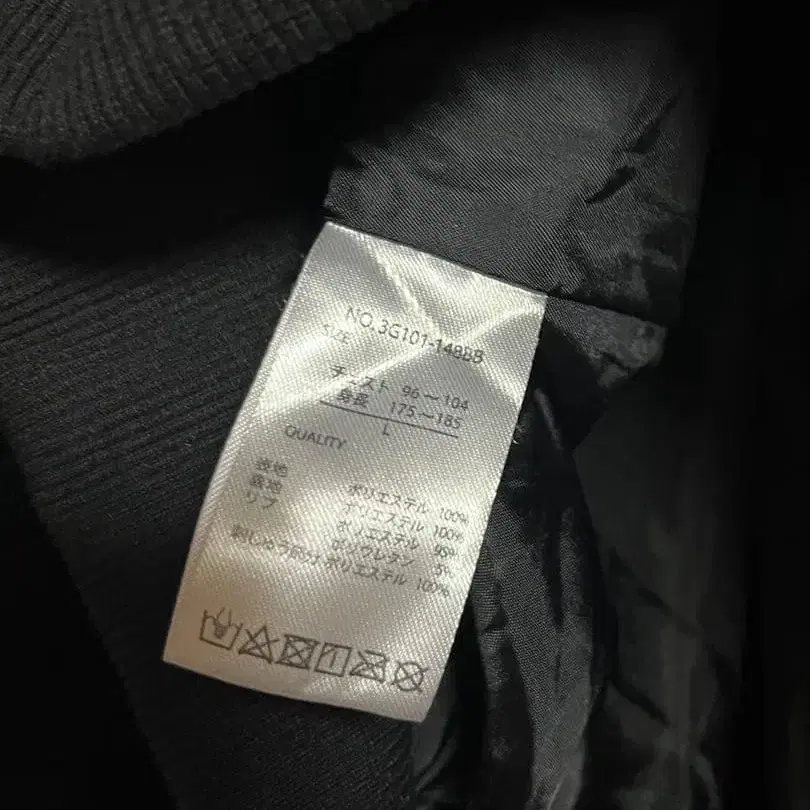 NO.3G101-148BB
SIZE
チェスト 96～104
身長 175～185
L
QUALITY
表地 ポリエステル 100%
裏地 ポリエステル 100%
リブ ポリエステル 95%
ポリウレタン 5%
刺しゅう部分 ポリエステル 100%